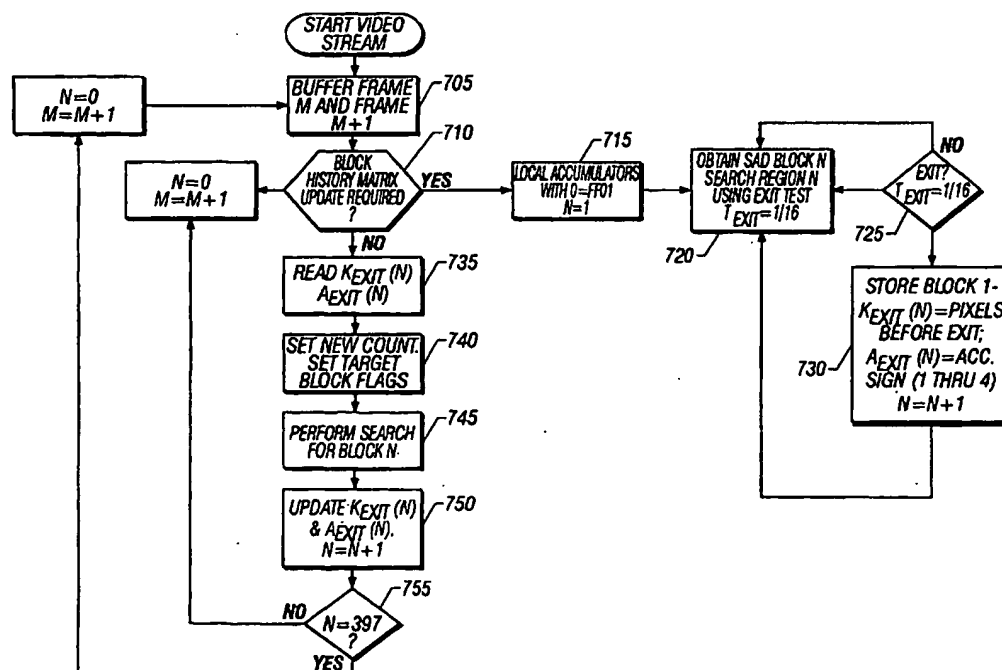 START VIDEO
STREAM
N=0
M=M+1
BUFFER FRAME
M AND FRAME
M+1
705
710
BLOCK
HISTORY MATRIX
UPDATE REQUIRED
?
YES
NO
N=0
M=M+1
715
LOCAL ACCUMULATORS
WITH 0=FF01
N=1
OBTAIN SAD BLOCK N
SEARCH REGION N
USING EXIT TEST
T EXIT=1/16
720
NO
EXIT?
T EXIT=1/16
725
STORE BLOCK 1-
KEXIT (N)=PIXELS
BEFORE EXIT;
AEXIT (N)=ACC.
SIGN (1 THRU 4)
N=N+1
730
READ KEXIT (N)
AEXIT (N)
735
SET NEW COUNT.
SET TARGET
BLOCK FLAGS
740
PERFORM SEARCH
FOR BLOCK N.
745
UPDATE KEXIT (N)
& AEXIT (N).
N=N+1
750
755
N=397
?
NO
YES